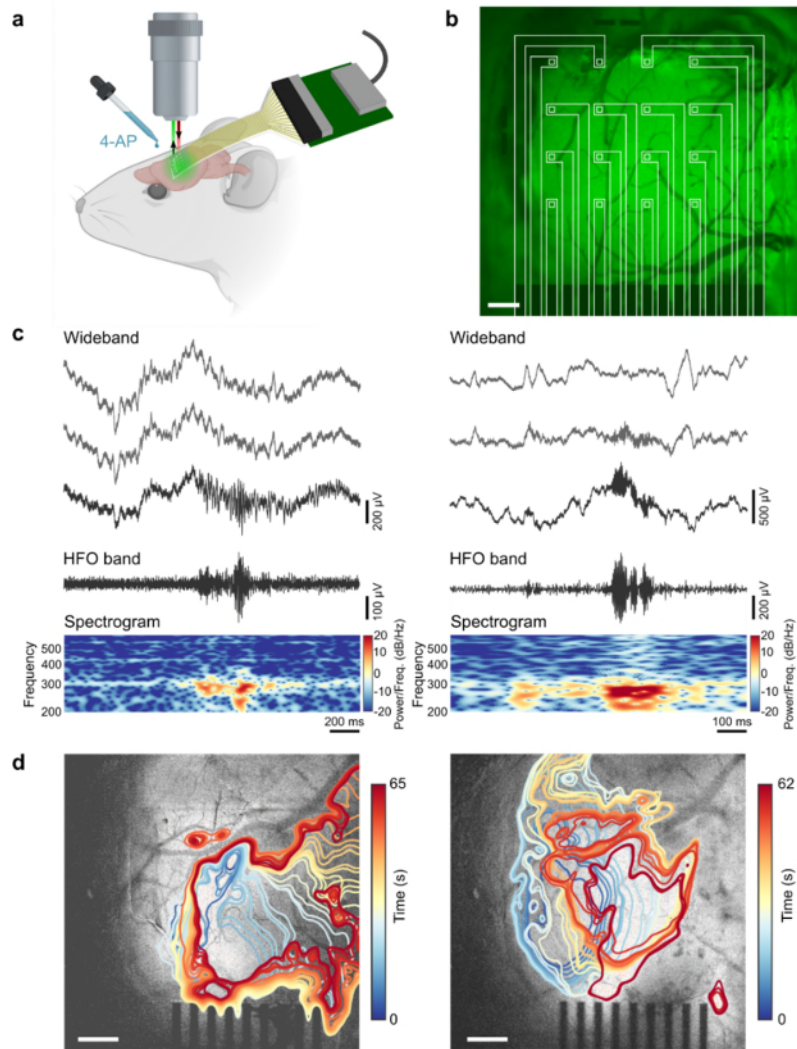 a
b
4-AP
c
Wideband
Wideband
200 µV
500 µV
HFO band
HFO band
100 µV
200 µV
Spectrogram
Spectrogram
Frequency
500
400
300
200
20
10
0
-10
-20
Power/Freq. (dB/Hz)
200 ms
Frequency
500
400
300
200
20
10
0
-10
-20
Power/Freq. (dB/Hz)
100 ms
d
65
Time (s)
0
62
Time (s)
0